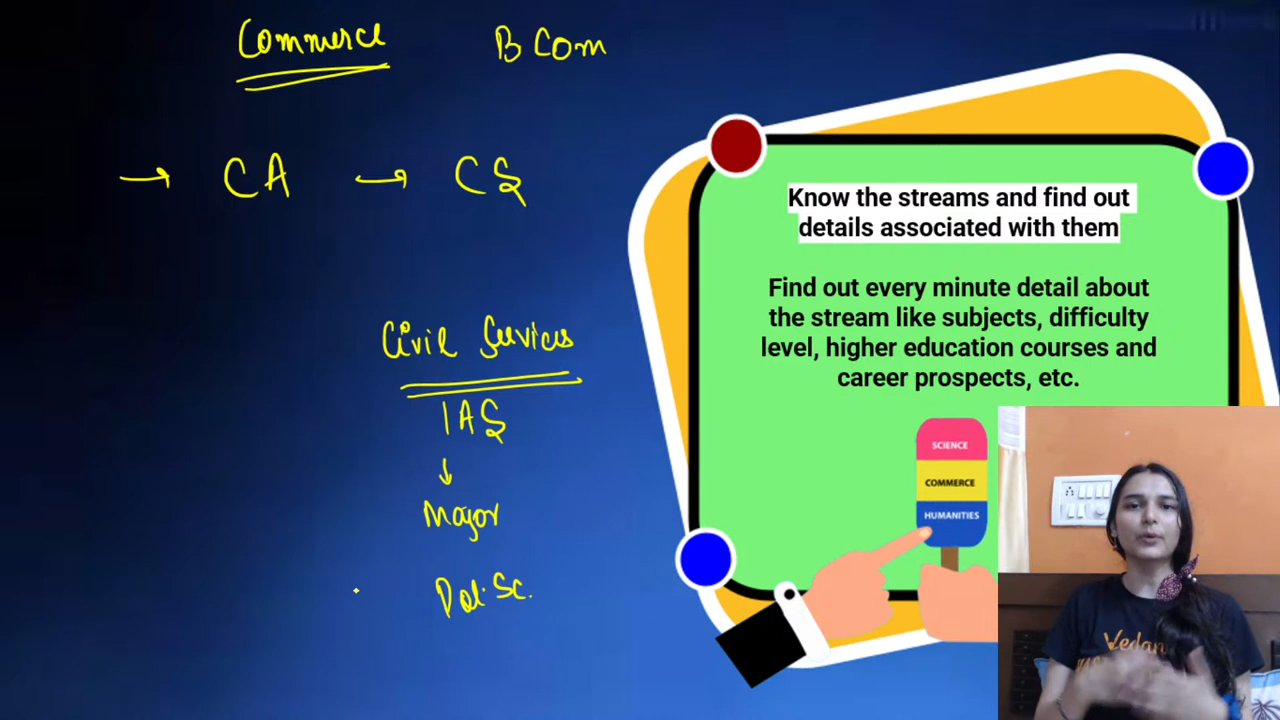 Commerce B Com
→ CA → CS
Civil Services
IAS
↓
Major
Pol.Sc.
Know the streams and find out
details associated with them
Find out every minute detail about
the stream like subjects, difficulty
level, higher education courses and
career prospects, etc.
SCIENCE
COMMERCE
HUMANITIES